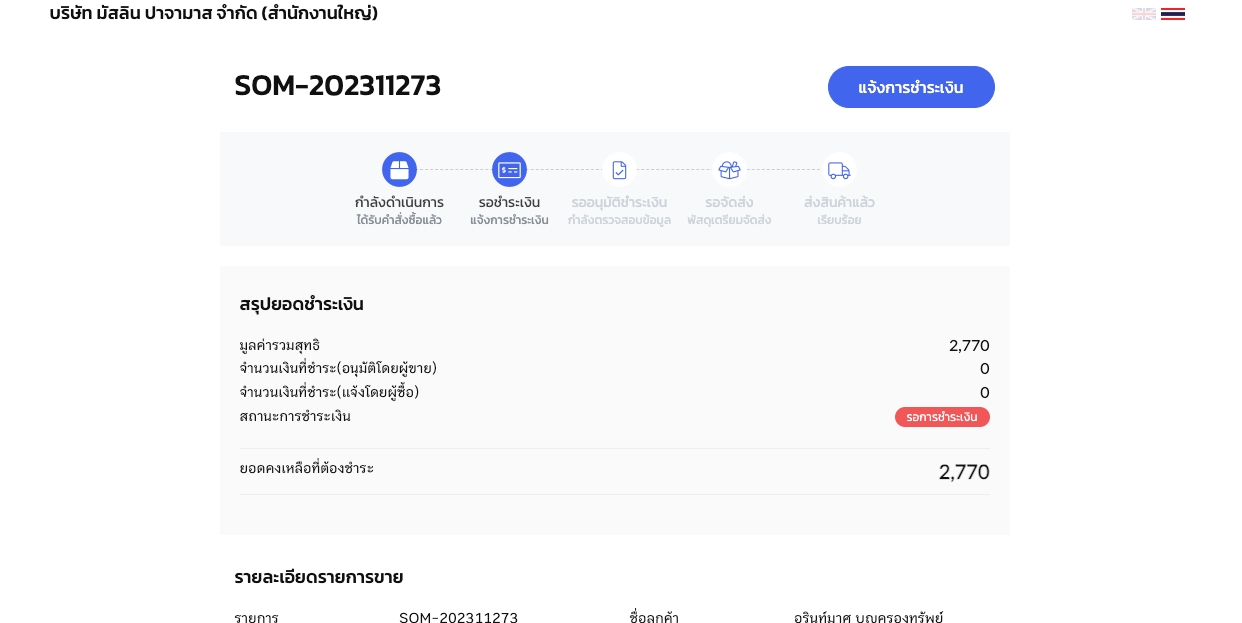 บริษัท มัสลิน ปาจามาส จำกัด (สำนักงานใหญ่)
SOM-202311273
แจ้งการชำระเงิน
กำลังดำเนินการ รอชำระเงิน รออนุมัติชำระเงิน รอจัดส่ง ส่งสินค้าแล้ว
ได้รับคำสั่งซื้อแล้ว แจ้งการชำระเงิน กำลังตรวจสอบข้อมูล พัสดุเตรียมจัดส่ง เรียบร้อย
สรุปยอดชำระเงิน
มูลค่ารวมสุทธิ 2,770
จำนวนเงินที่ชำระ(อนุมัติโดยผู้ขาย) 0
จำนวนเงินที่ชำระ(แจ้งโดยผู้ซื้อ) 0
สถานะการชำระเงิน รอการชำระเงิน
ยอดคงเหลือที่ต้องชำระ 2,770
รายละเอียดรายการขาย
รายการ SOM-202311273 ชื่อลูกค้า อรินท์มาศ บุญครองทรัพย์